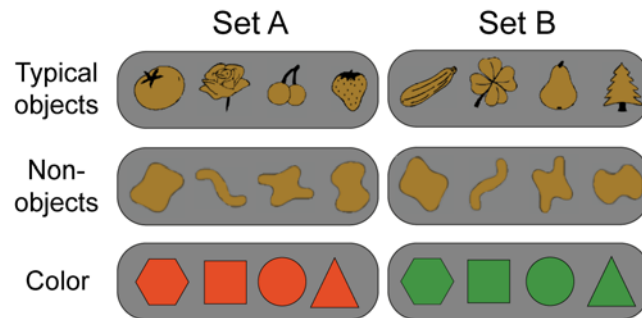 Set A
Set B
Typical
objects
Non-
objects
Color